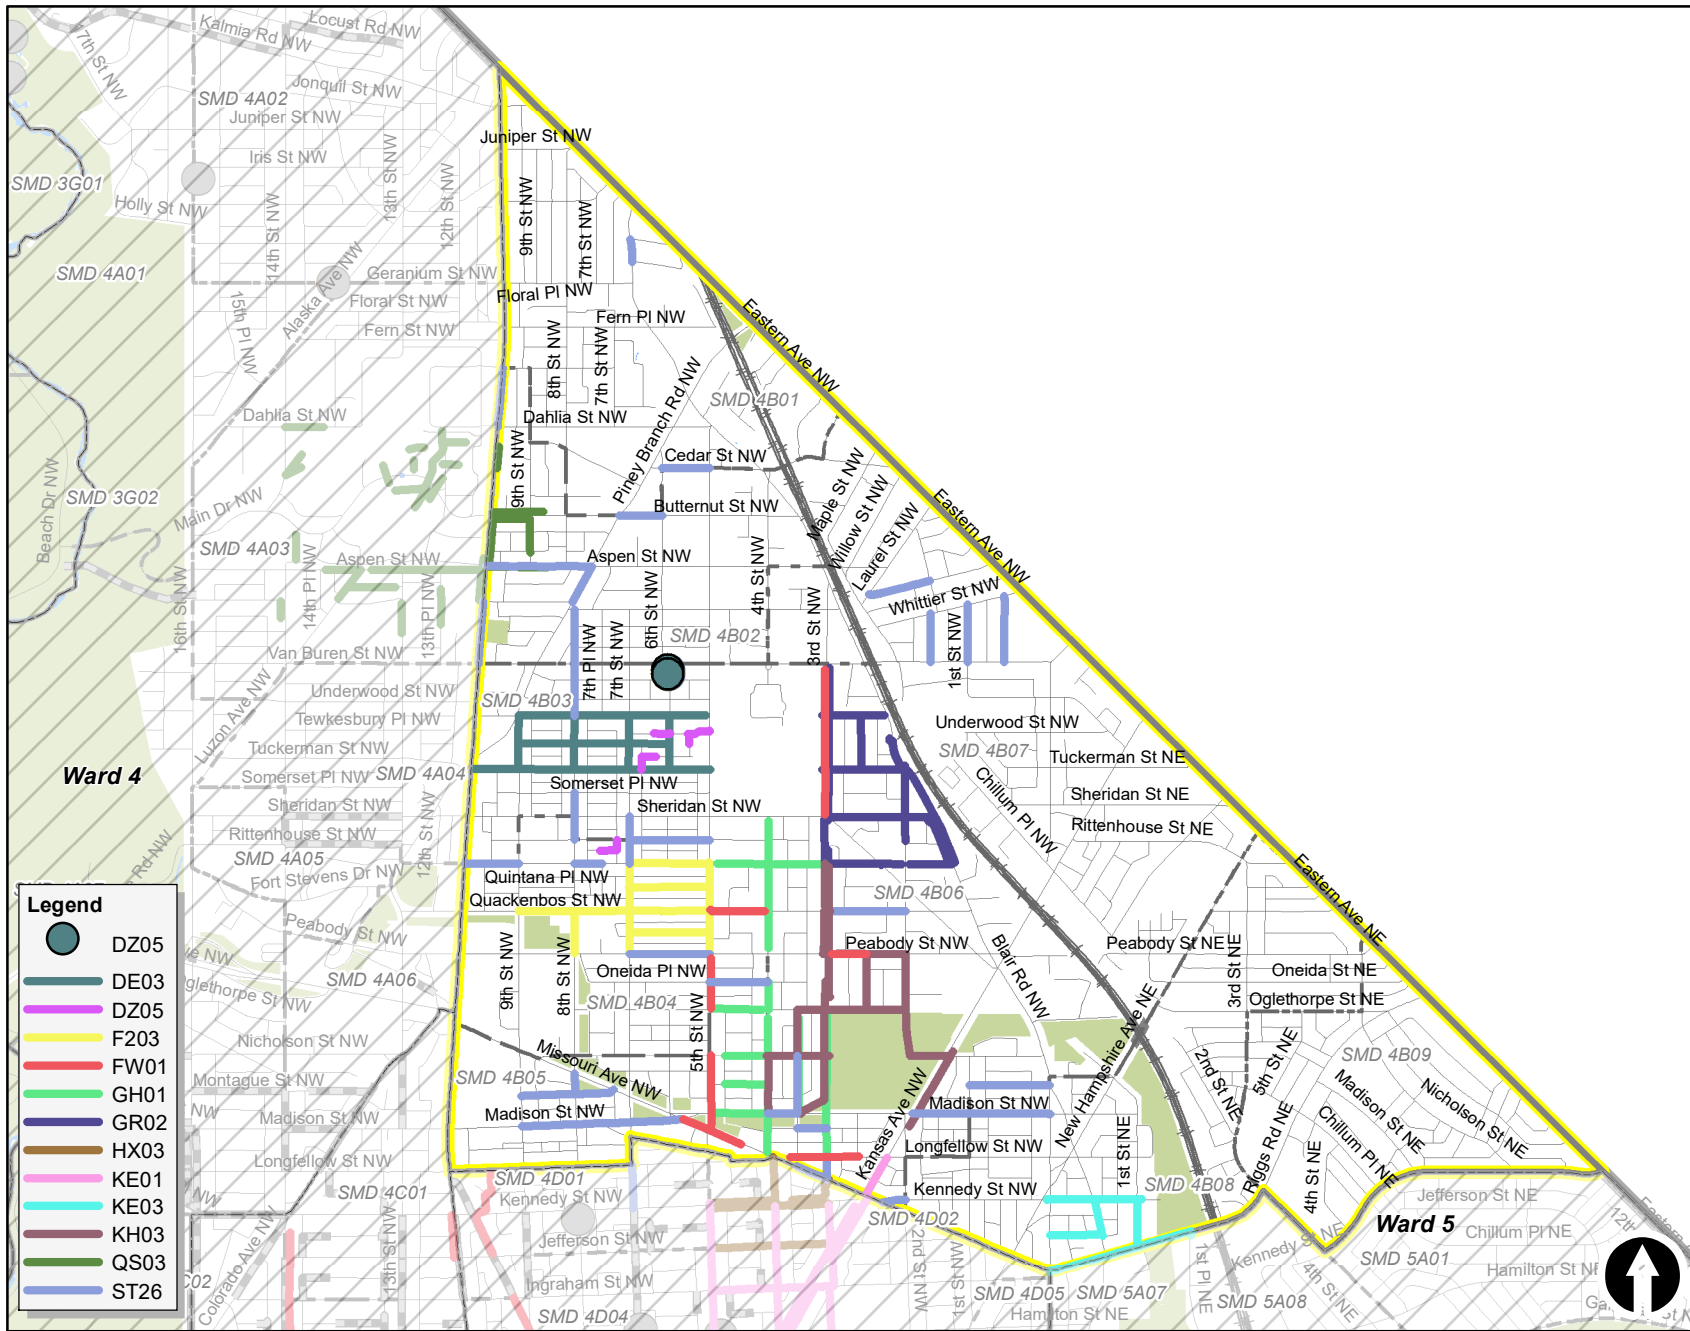 Locust Rd NW
Kalmia Rd NW
17th St NW
Jonquil St NW
SMD 4A02
Juniper St NW
Juniper St NW
Iris St NW
SMD 3G01
Holly St NW
14th St NW
13th St NW
12th St NW
9th St NW
7th St NW
SMD 4A01
Geranium St NW
Alaska Ave NW
15th Pl NW
Floral St NW
Floral Pl NW
Fern St NW
Fern Pl NW
Eastern Ave NW
8th St NW
7th St NW
Piney Branch Rd NW
SMD 4B01
Dahlia St NW
Dahlia St NW
9th St NW
Cedar St NW
SMD 3G02
Main Dr NW
Beach Dr NW
Butternut St NW
Maple St NW
Willow St NW
Laurel St NW
Eastern Ave NW
SMD 4A03
Aspen St NW
Aspen St NW
14th Pl NW
13th Pl NW
16th St NW
6th St NW
4th St NW
3rd St NW
Whittier St NW
SMD 4B02
1st St NW
Van Buren St NW
7th Pl NW
7th St NW
Underwood St NW
SMD 4B03
Luzon Ave NW
Tewkesbury Pl NW
Underwood St NW
Tuckerman St NW
SMD 4B07
Tuckerman St NE
Ward 4
Somerset Pl NW
SMD 4A04
Somerset Pl NW
Chillum Pl NW
Sheridan St NW
Sheridan St NW
Sheridan St NE
Rittenhouse St NW
Rittenhouse St NE
12th St NW
SMD 4A05
Fort Stevens Dr NW
Quintana Pl NW
SMD 4B06
Eastern Ave NE
Quackenbos St NW
Peabody St NW
Peabody St NW
Peabody St NE
9th St NW
8th St NW
Blair Rd NW
3rd St NE
Oneida Pl NW
Oneida St NE
SMD 4A06
SMD 4B04
Oglethorpe St NE
5th St NW
New Hampshire Ave NE
Nicholson St NW
Missouri Ave NW
2nd St NE
5th St NE
SMD 4B09
Montague St NW
SMD 4B05
Kansas Ave NW
Madison St NE
Nicholson St NE
Madison St NW
Madison St NW
Madison St NW
Chillum Pl NE
Riggs Rd NE
1st St NE
4th St NE
Longfellow St NW
Longfellow St NW
SMD 4D01
SMD 4C01
Kennedy St NW
Kennedy St NW
SMD 4B08
Jefferson St NE
SMD 4D02
Ward 5
Chillum Pl NE
12th
Eastern
Colorado Ave NW
13th St NW
Jefferson St NW
2nd St NW
1st St NW
Kennedy St NE
SMD 5A01
1st Pl NE
4th St NE
Hamilton St NE
Ingraham St NW
SMD 4D04
SMD 4D05
SMD 5A07
SMD 5A08
Hamilton St NE
Legend
DZ05
DE03
DZ05
F203
FW01
GH01
GR02
HX03
KE01
KE03
KH03
QS03
ST26